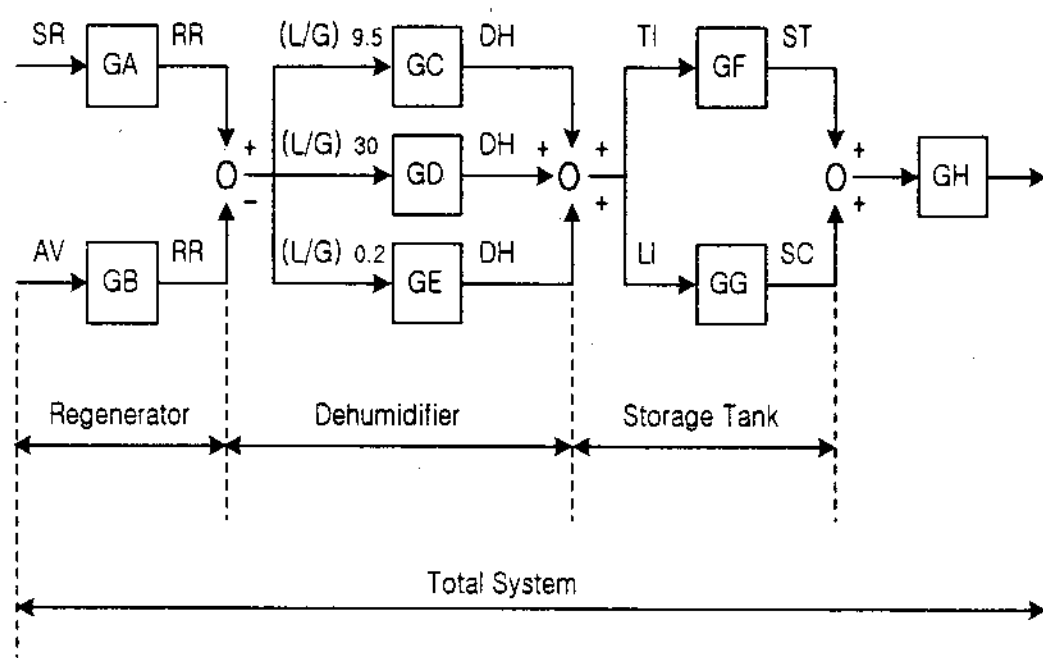 SR GA RR (L/G) 9.5 GC DH TI GF ST
+ (L/G) 30 GD DH + + + GH
- + +
AV GB RR (L/G) 0.2 GE DH LI GG SC
Regenerator Dehumidifier Storage Tank
Total System